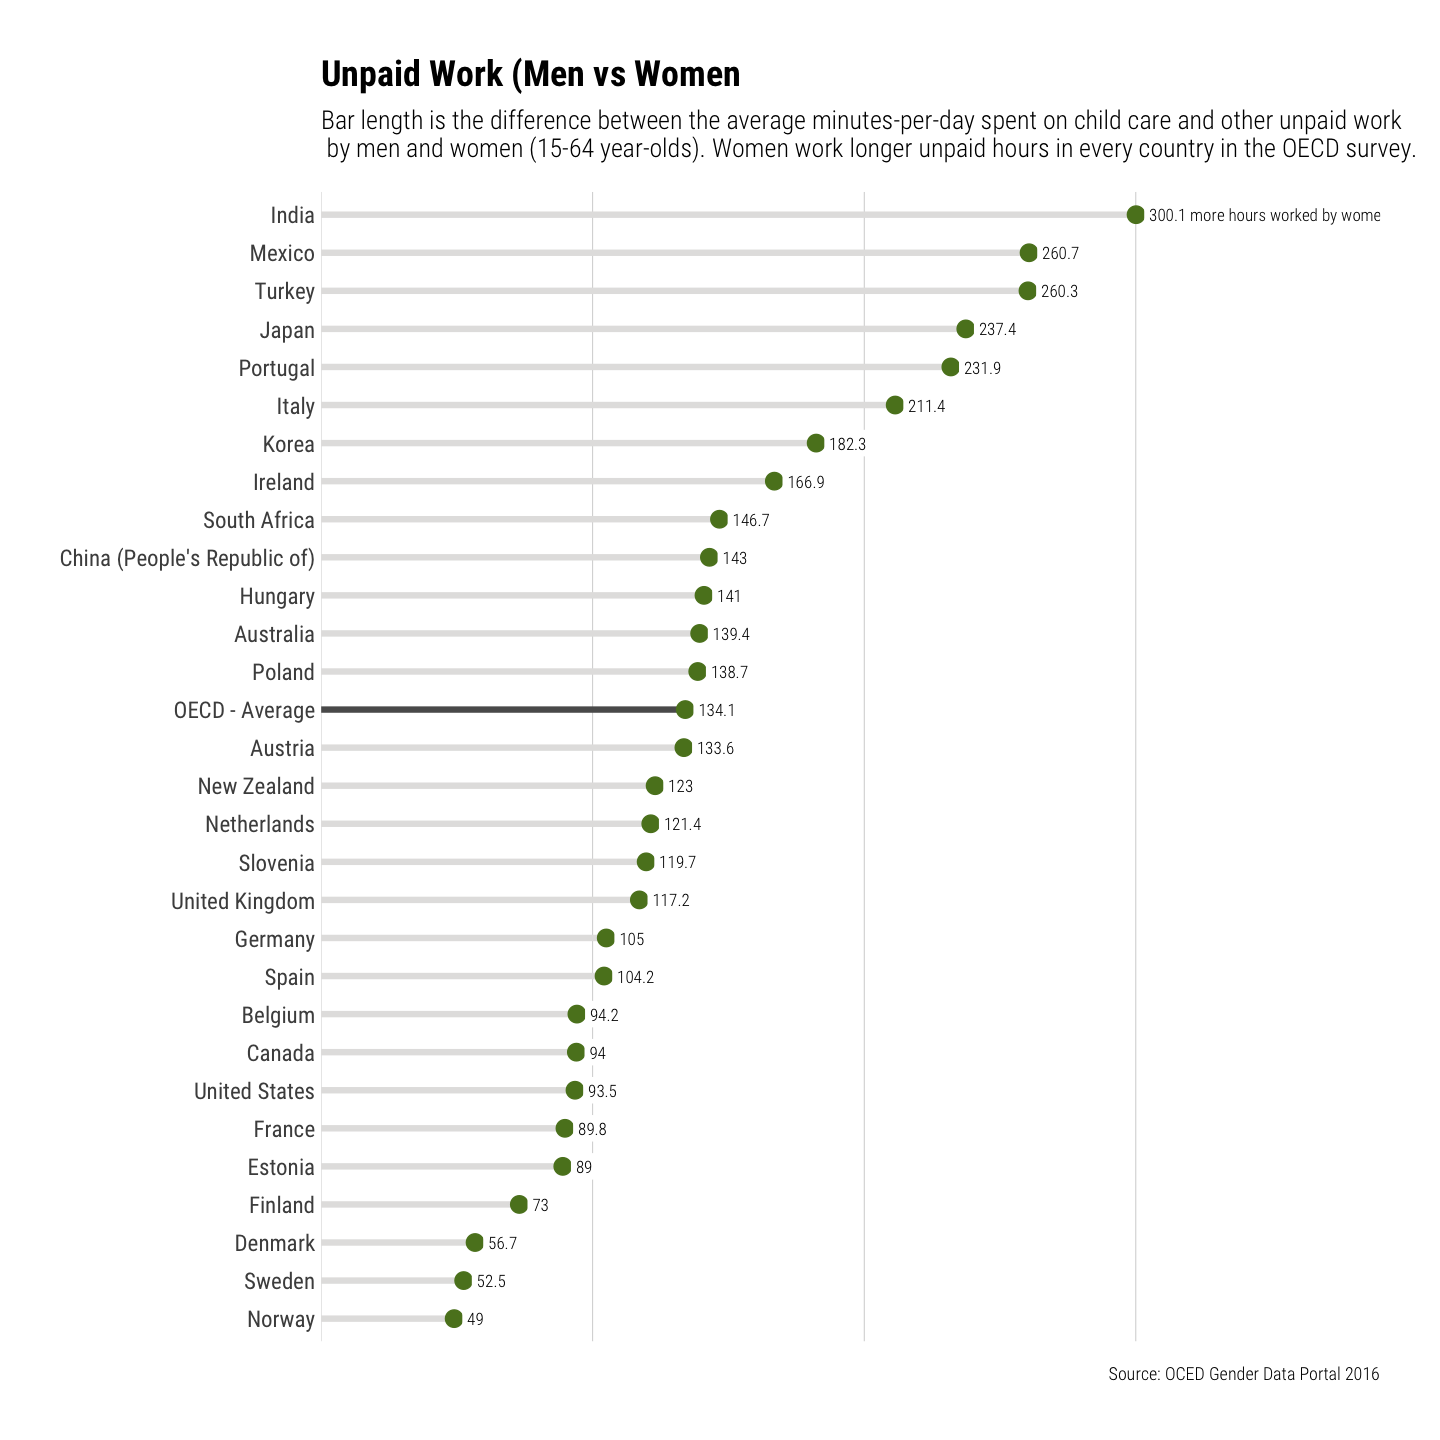 Unpaid Work (Men vs Women
Bar length is the difference between the average minutes-per-day spent on child care and other unpaid work
by men and women (15-64 year-olds). Women work longer unpaid hours in every country in the OECD survey.
India 300.1 more hours worked by wome
Mexico 260.7
Turkey 260.3
Japan 237.4
Portugal 231.9
Italy 211.4
Korea 182.3
Ireland 166.9
South Africa 146.7
China (People's Republic of) 143
Hungary 141
Australia 139.4
Poland 138.7
OECD - Average 134.1
Austria 133.6
New Zealand 123
Netherlands 121.4
Slovenia 119.7
United Kingdom 117.2
Germany 105
Spain 104.2
Belgium 94.2
Canada 94
United States 93.5
France 89.8
Estonia 89
Finland 73
Denmark 56.7
Sweden 52.5
Norway 49
Source: OCED Gender Data Portal 2016